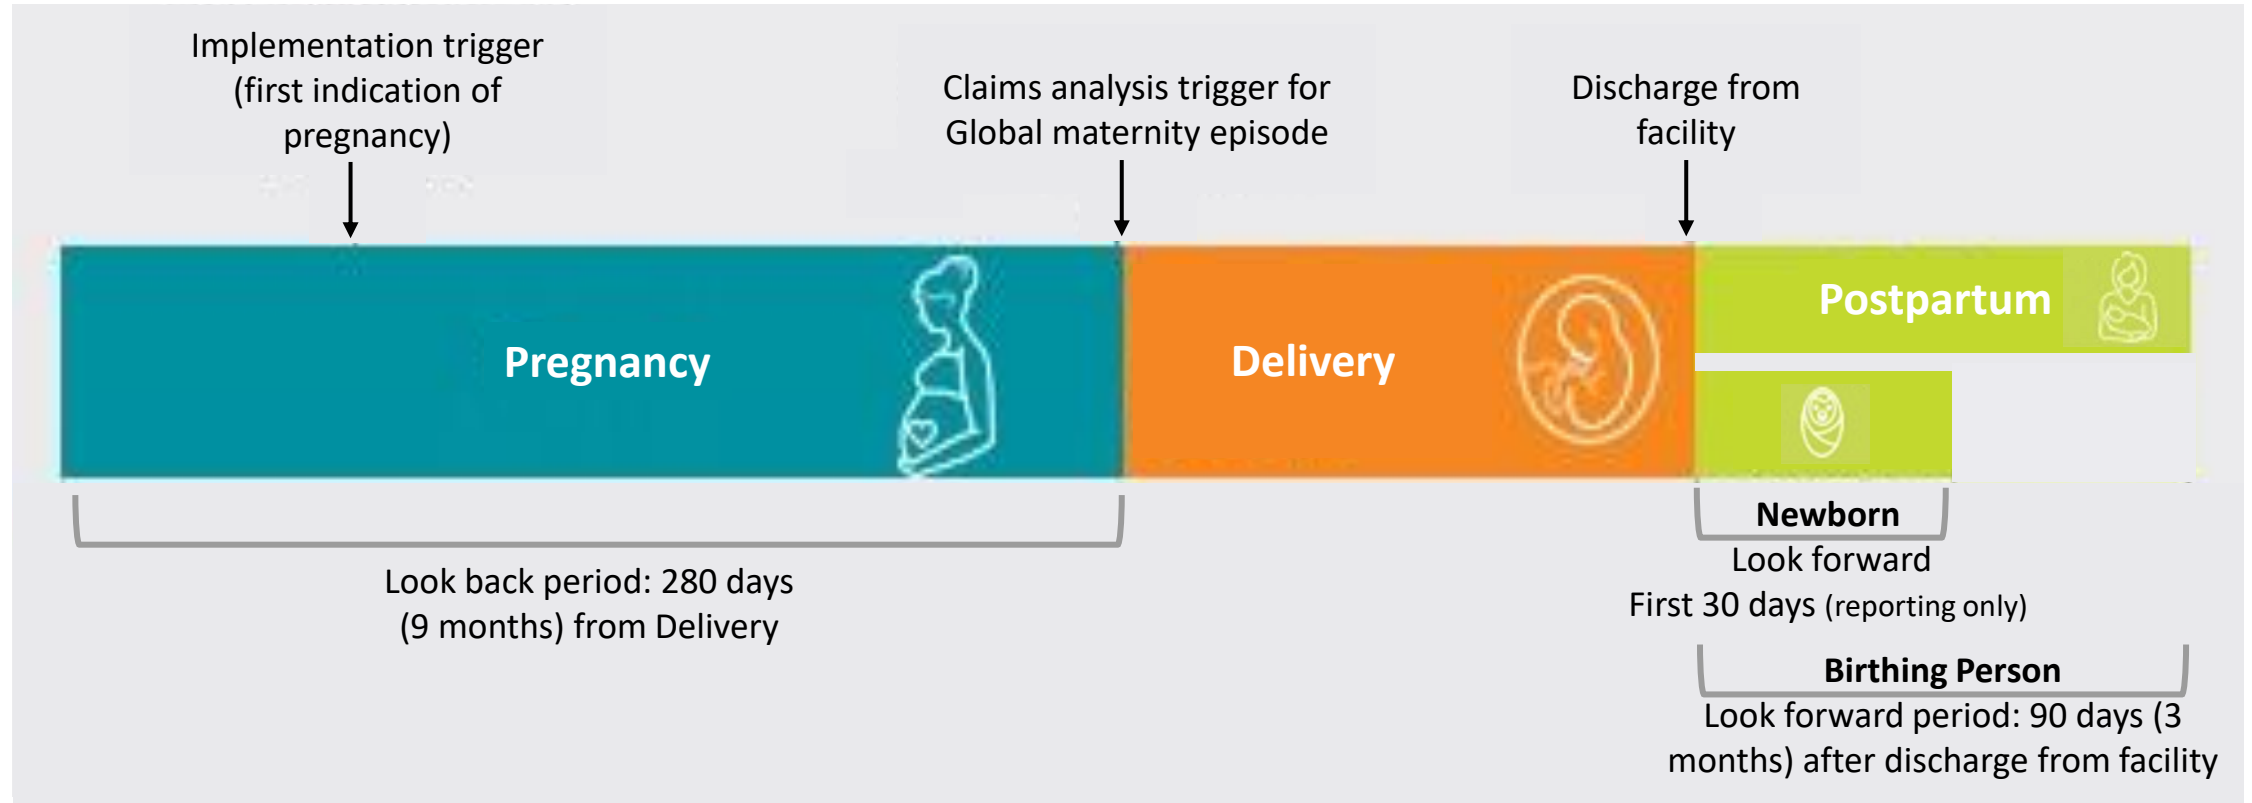 Implementation trigger
(first indication of
pregnancy)
Claims analysis trigger for
Global maternity episode
Discharge from
facility
Pregnancy
Delivery
Postpartum
Look back period: 280 days
(9 months) from Delivery
Newborn
Look forward
First 30 days (reporting only)
Birthing Person
Look forward period: 90 days (3
months) after discharge from facility